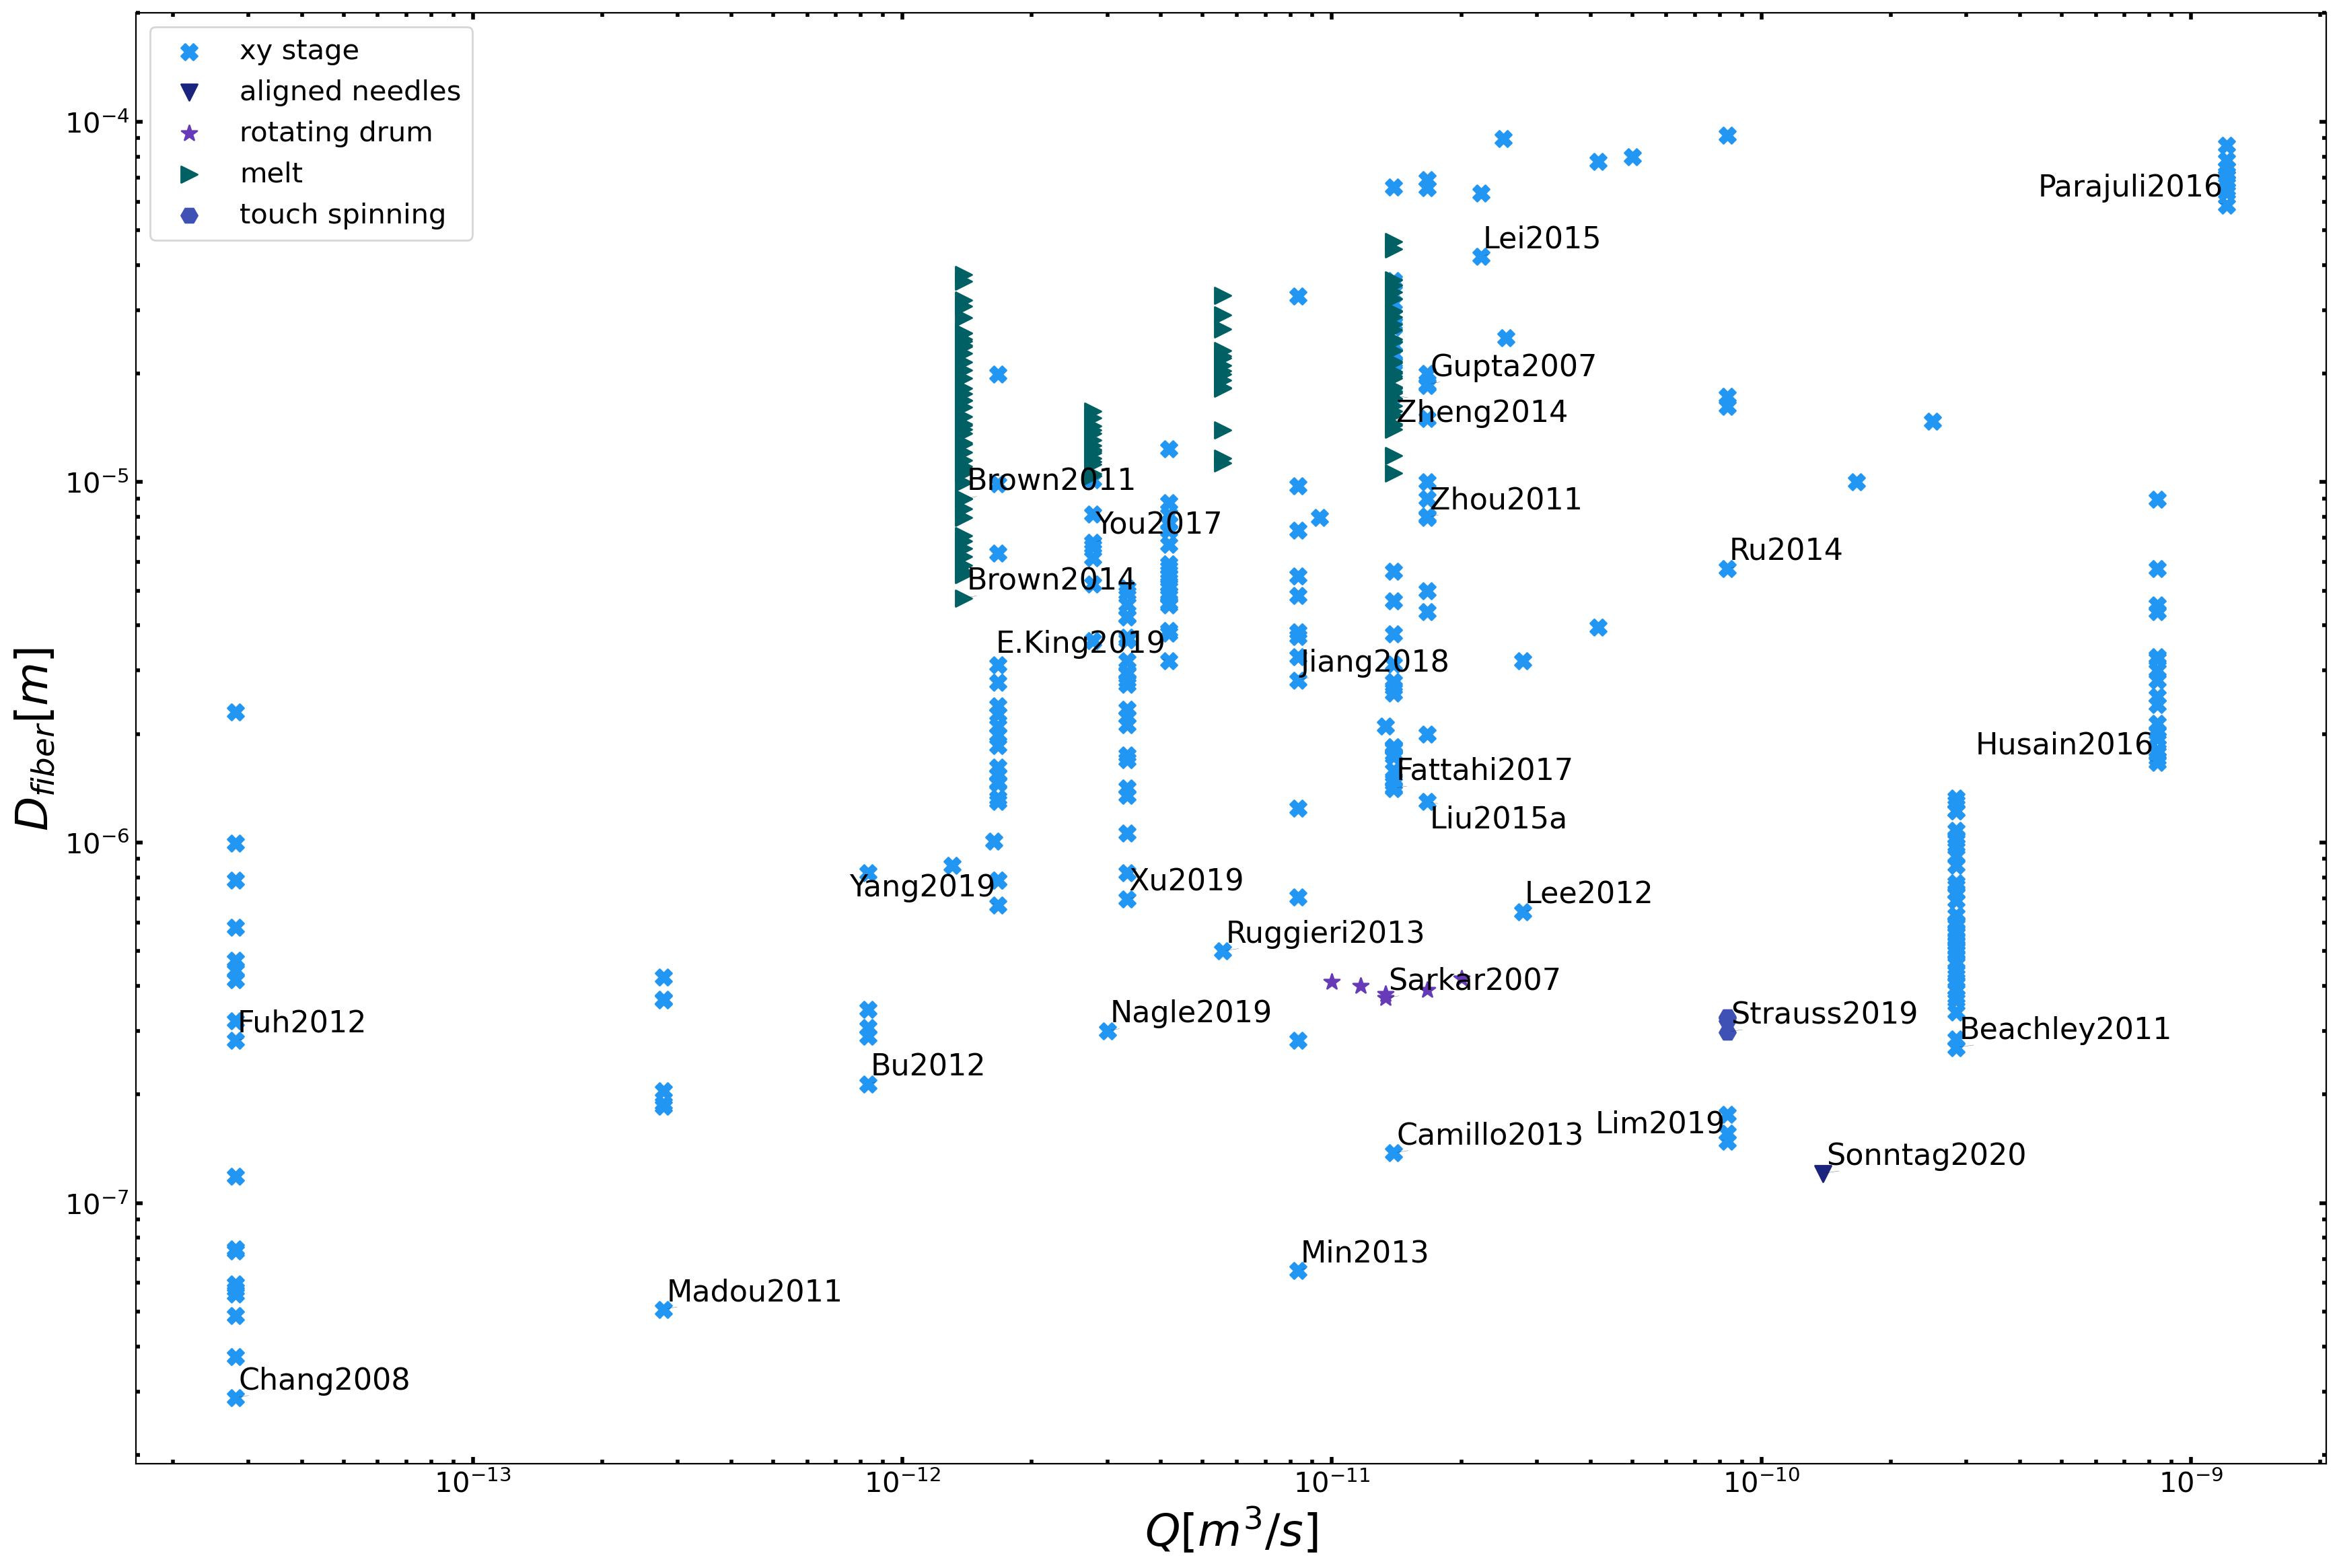 xy stage
aligned needles
rotating drum
melt
touch spinning
10⁻⁴
Parajuli2016
Lei2015
Gupta2007
Zheng2014
10⁻⁵
Brown2011
Zhou2011
You2017
Ru2014
Brown2014
E.King2019
Jiang2018
D_{fiber}[m]
Husain2016
Fattahi2017
Liu2015a
10⁻⁶
Yang2019
Xu2019
Lee2012
Ruggieri2013
Sarkar2007
Nagle2019
Strauss2019
Fuh2012
Beachley2011
Bu2012
Lim2019
Camillo2013
Sonntag2020
10⁻⁷
Min2013
Madou2011
Chang2008
10⁻¹³ 10⁻¹² 10⁻¹¹ 10⁻¹⁰ 10⁻⁹
Q[m³/s]